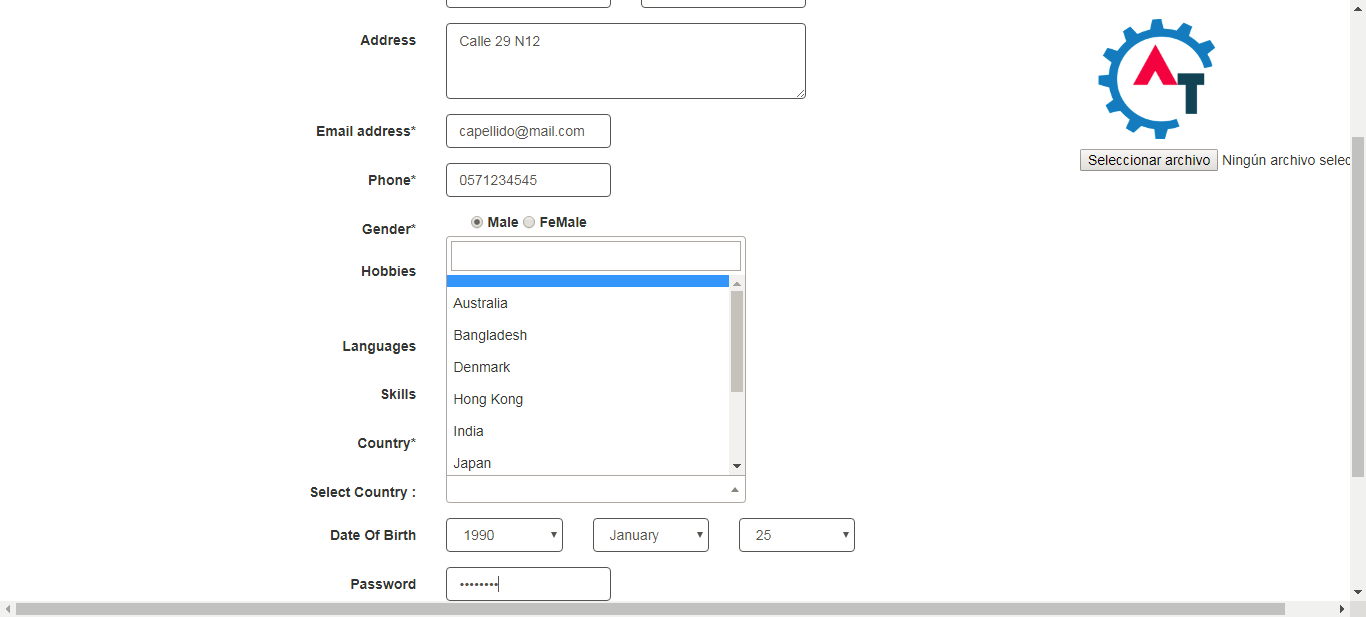 Address
Calle 29 N12
Email address*
capellido@mail.com
Phone*
0571234545
Gender*
Male FeMale
Hobbies
Languages
Skills
Country*
Australia
Bangladesh
Denmark
Hong Kong
India
Japan
Select Country :
Date Of Birth
1990 January 25
Password
••••••••
AT
Seleccionar archivo Ningún archivo selec